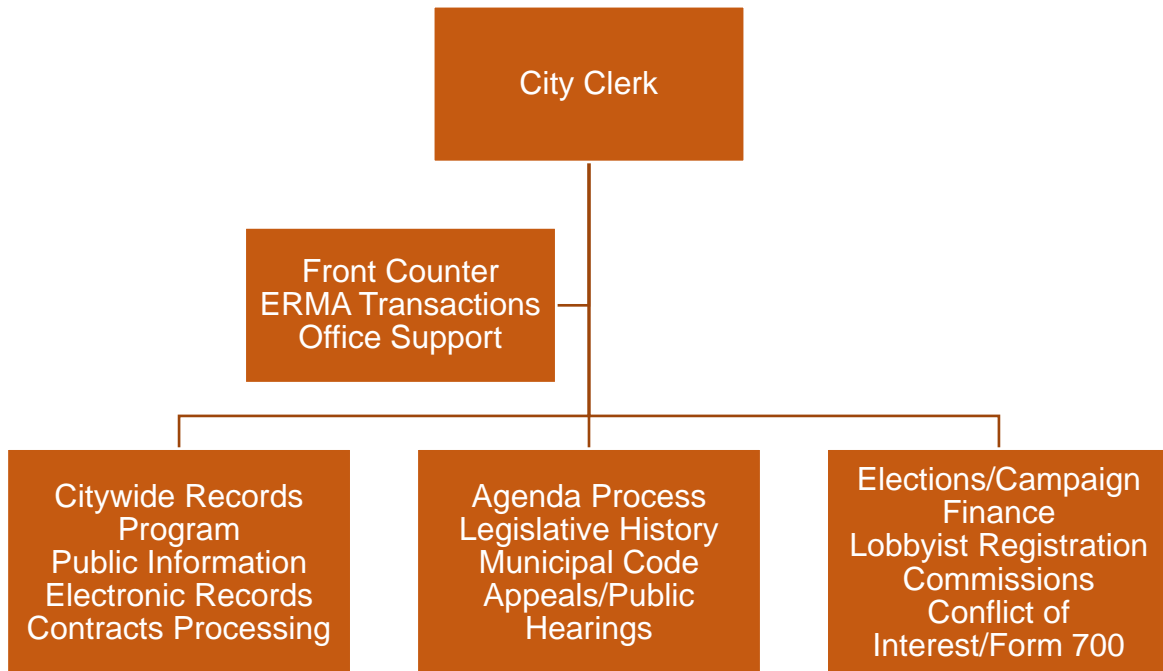 City Clerk
Front Counter
ERMA Transactions
Office Support
Citywide Records
Program
Public Information
Electronic Records
Contracts Processing
Agenda Process
Legislative History
Municipal Code
Appeals/Public
Hearings
Elections/Campaign
Finance
Lobbyist Registration
Commissions
Conflict of
Interest/Form 700